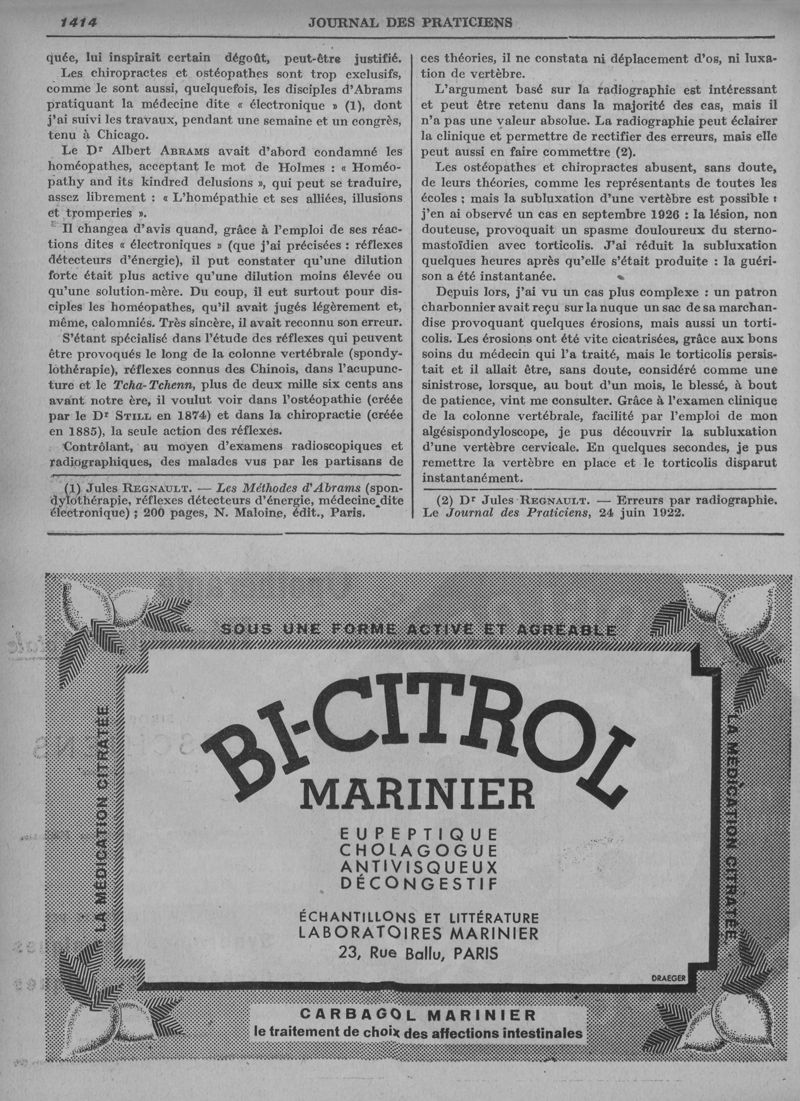 1414
JOURNAL DES PRATICIENS
quée, lui inspirait certain dégoût, peut-être justifié.
Les chiropractes et ostéopathes sont trop exclusifs,
comme le sont aussi, quelquefois, les disciples d'Abrams
pratiquant la médecine dite « électronique » (1), dont
j'ai suivi les travaux, pendant une semaine et un congrès,
tenu à Chicago.
Le Dr Albert ABRAMS avait d'abord condamné les
homéopathes, acceptant le mot de Holmes : « Homéo-
pathy and its kindred delusions », qui peut se traduire,
assez librement : « L'homépathie et ses alliées, illusions
et tromperies ».
Il changea d'avis quand, grâce à l'emploi de ses réac-
tions dites « électroniques » (que j'ai précisées : réflexes
détecteurs d'énergie), il put constater qu'une dilution
forte était plus active qu'une dilution moins élevée ou
qu'une solution-mère. Du coup, il eut surtout pour dis-
ciples les homéopathes, qu'il avait jugés légèrement et,
même, calomniés. Très sincère, il avait reconnu son erreur.
S'étant spécialisé dans l'étude des réflexes qui peuvent
être provoqués le long de la colonne vertébrale (spondy-
lothérapie), réflexes connus des Chinois, dans l'acupunc-
ture et le Tcha-Tchenn, plus de deux mille six cents ans
avant notre ère, il voulut voir dans l'ostéopathie (créée
par le Dr STILL en 1874) et dans la chiropractie (créée
en 1885), la seule action des réflexes.
Contrôlant, au moyen d'examens radioscopiques et
radiographiques, des malades vus par les partisans de
(1) Jules REGNAULT. — Les Méthodes d'Abrams (spon-
dylothérapie, réflexes détecteurs d'énergie, médecine dite
électronique) ; 200 pages, N. Maloine, édit., Paris.
ces théories, il ne constata ni déplacement d'os, ni luxa-
tion de vertèbre.
L'argument basé sur la radiographie est intéressant
et peut être retenu dans la majorité des cas, mais il
n'a pas une valeur absolue. La radiographie peut éclairer
la clinique et permettre de rectifier des erreurs, mais elle
peut aussi en faire commettre (2).
Les ostéopathes et chiropractes abusent, sans doute,
de leurs théories, comme les représentants de toutes les
écoles ; mais la subluxation d'une vertèbre est possible :
j'en ai observé un cas en septembre 1926 : la lésion, non
douteuse, provoquait un spasme douloureux du sterno-
mastoïdien avec torticolis. J'ai réduit la subluxation
quelques heures après qu'elle s'était produite : la guéri-
son a été instantanée.
Depuis lors, j'ai vu un cas plus complexe : un patron
charbonnier avait reçu sur la nuque un sac de sa marchan-
dise provoquant quelques érosions, mais aussi un torti-
colis. Les érosions ont été vite cicatrisées, grâce aux bons
soins du médecin qui l'a traité, mais le torticolis persis-
tait et il allait être, sans doute, considéré comme une
sinistrose, lorsque, au bout d'un mois, le blessé, à bout
de patience, vint me consulter. Grâce à l'examen clinique
de la colonne vertébrale, facilité par l'emploi de mon
algésispondyloscope, je pus découvrir la subluxation
d'une vertèbre cervicale. En quelques secondes, je pus
remettre la vertèbre en place et le torticolis disparut
instantanément.
(2) Dr Jules REGNAULT. — Erreurs par radiographie.
Le Journal des Praticiens, 24 juin 1922.
SOUS UNE FORME ACTIVE ET AGRÉABLE
LA MÉDICATION CITRATÉE
BI-CITROL
MARINIER
EUPEPTIQUE
CHOLAGOGUE
ANTIVISQUEUX
DÉCONGESTIF
ÉCHANTILLONS ET LITTÉRATURE
LABORATOIRES MARINIER
23, Rue Ballu, PARIS
DRAEGER
LA MÉDICATION CITRATÉE
CARBAGOL MARINIER
le traitement de choix des affections intestinales